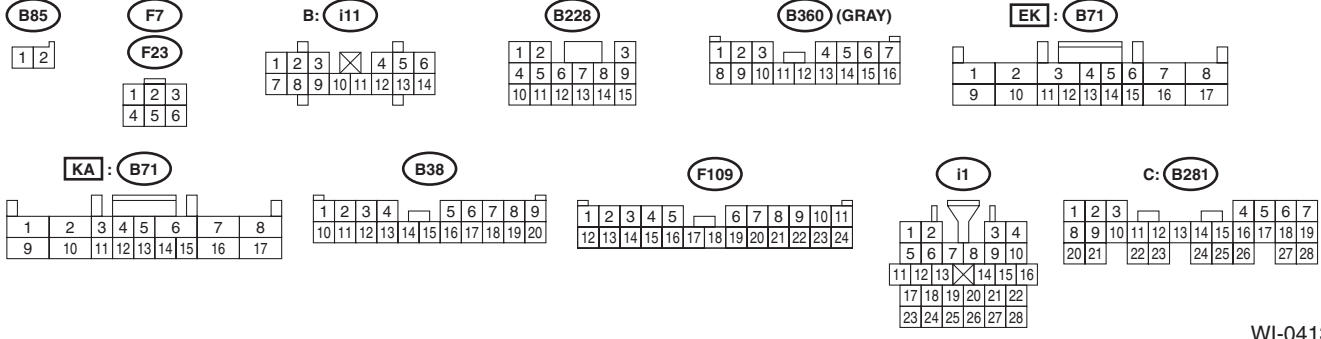 B85 F7 B: i11 B228 B360 (GRAY) EK : B71
F23
1 2
1 2 3
4 5 6
1 2 3 4 5 6
7 8 9 10 11 12 13 14
1 2 3
4 5 6 7 8 9
10 11 12 13 14 15
1 2 3 4 5 6 7
8 9 10 11 12 13 14 15 16
1 2 3 4 5 6 7 8
9 10 11 12 13 14 15 16 17
KA : B71 B38 F109 i1 C: B281
1 2 3 4 5 6 7 8
9 10 11 12 13 14 15 16 17
1 2 3 4 5 6 7 8 9
10 11 12 13 14 15 16 17 18 19 20
1 2 3 4 5 6 7 8 9 10 11
12 13 14 15 16 17 18 19 20 21 22 23 24
1 2 3 4
5 6 7 8 9 10
11 12 13 14 15 16
17 18 19 20 21 22
23 24 25 26 27 28
1 2 3 4 5 6 7
8 9 10 11 12 13 14 15 16 17 18 19
20 21 22 23 24 25 26 27 28